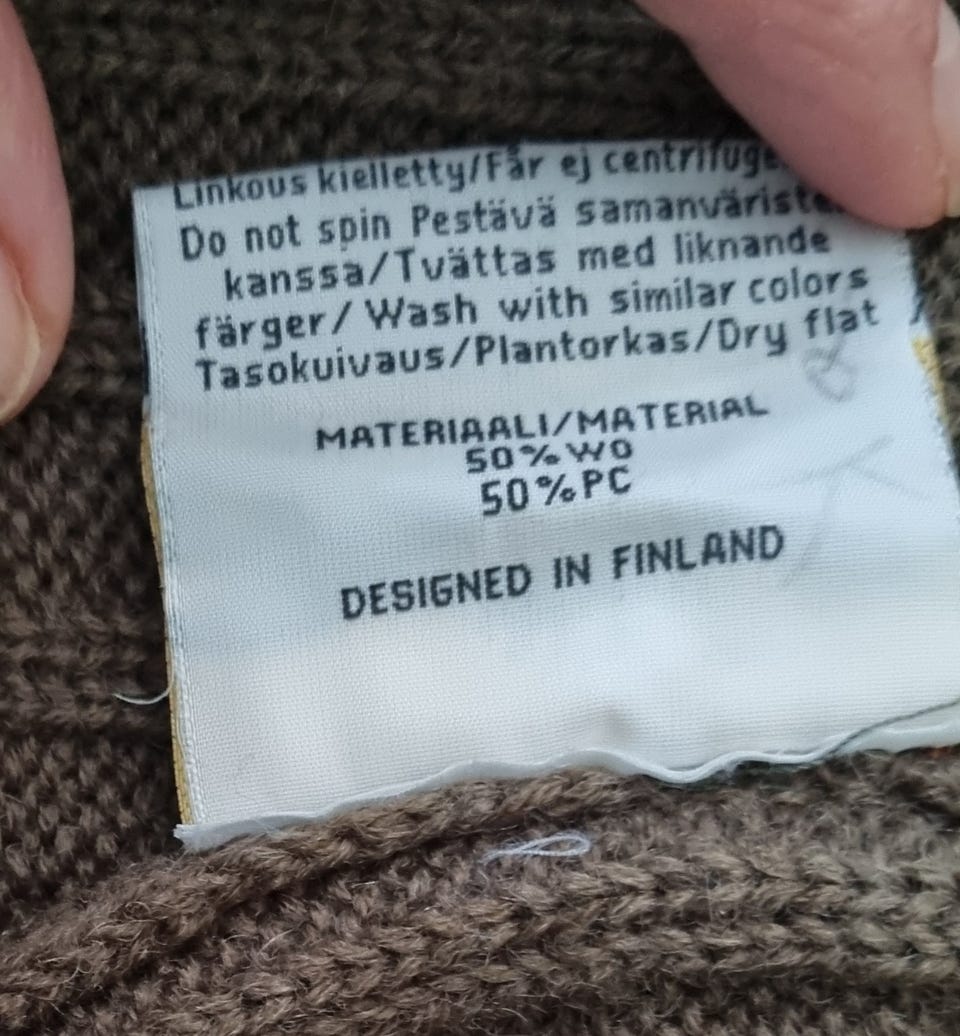 Linkous kielletty/Får ej centrifuge
Do not spin Pestävä samanväriste
kanssa/Tvättas med liknande
färger/Wash with similar colors
Tasokuivaus/Plantorkas/Dry flat
MATERIAALI/MATERIAL
50%WO
50%PC
DESIGNED IN FINLAND